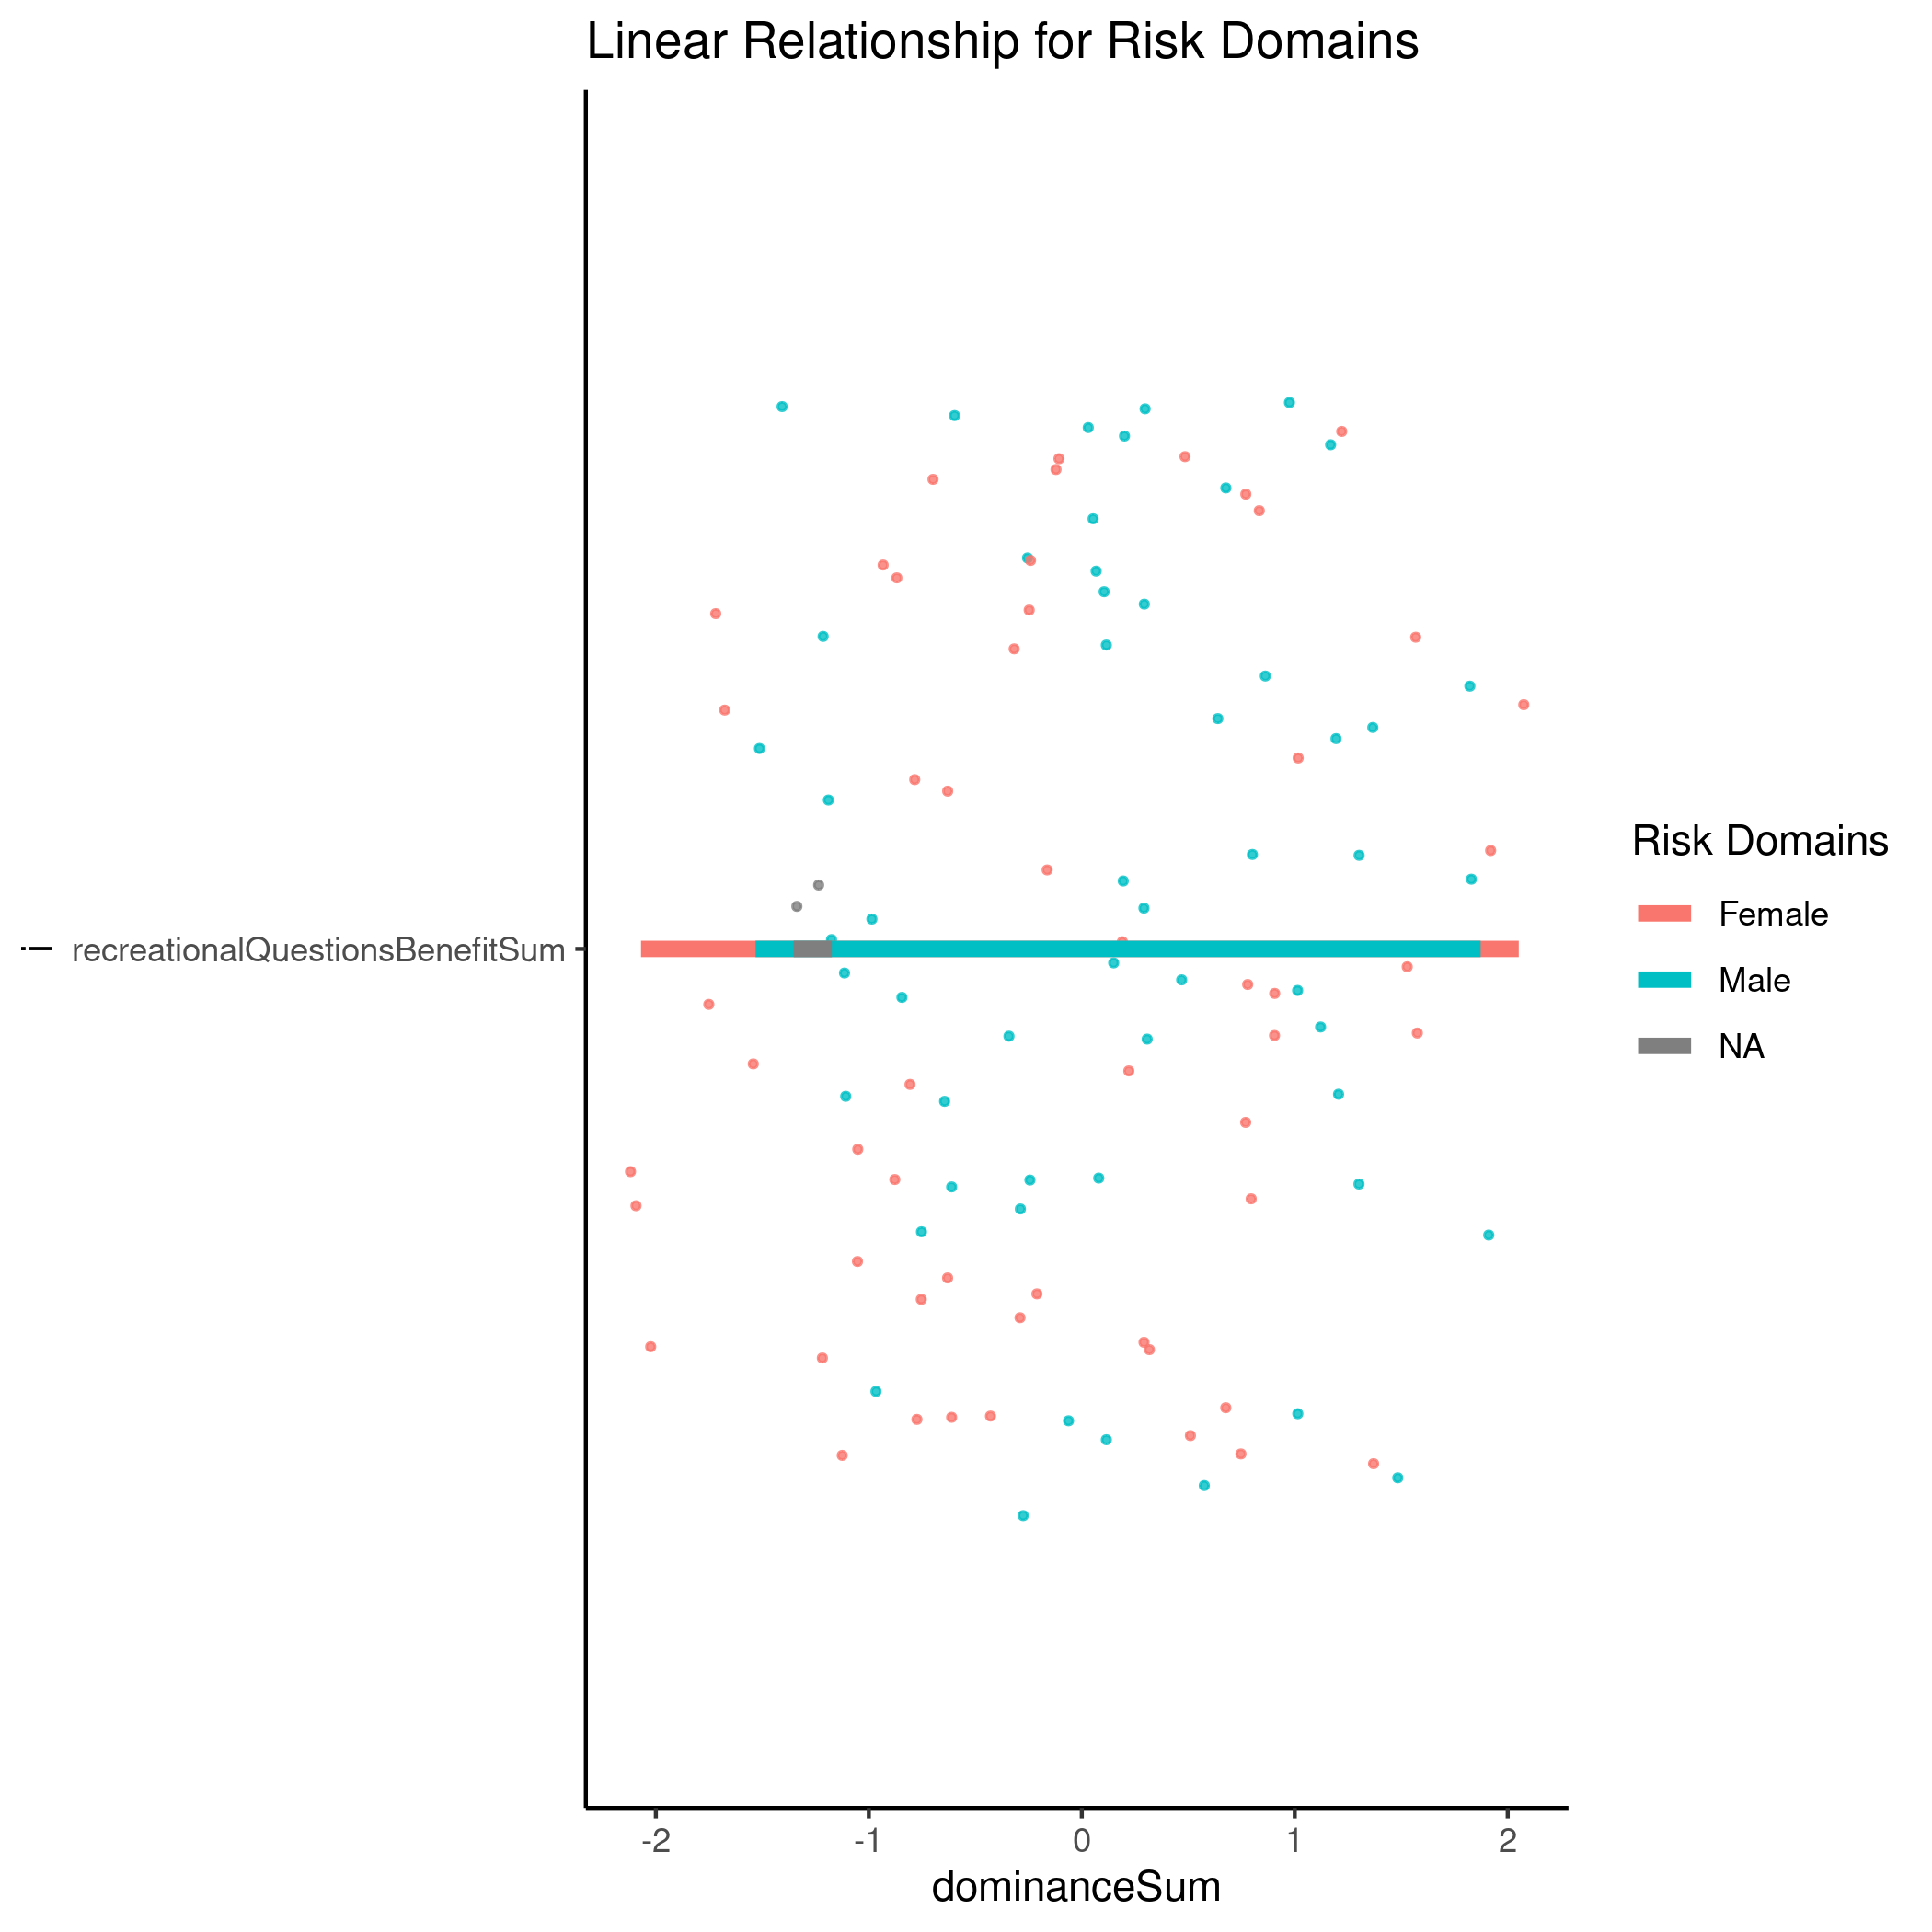 Linear Relationship for Risk Domains
recreationalQuestionsBenefitSum
Risk Domains
Female
Male
NA
-2 -1 0 1 2
dominanceSum